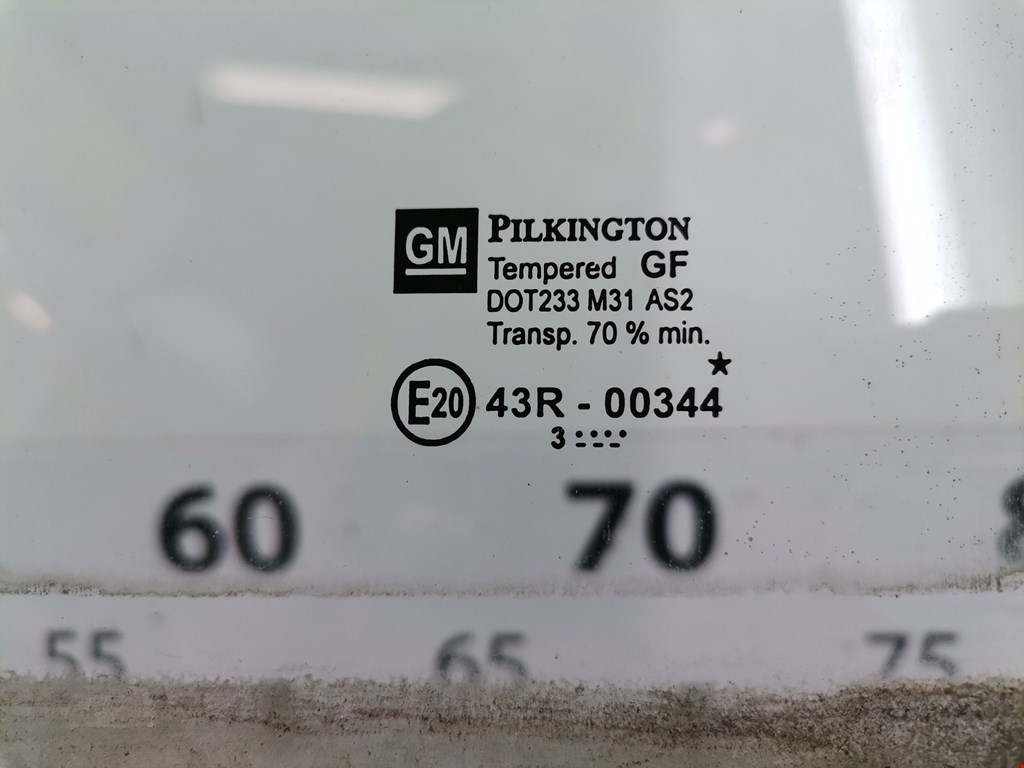 GM
PILKINGTON
Tempered GF
DOT233 M31 AS2
Transp. 70 % min.
E20 43R - 00344
3
60 70
55 65 75